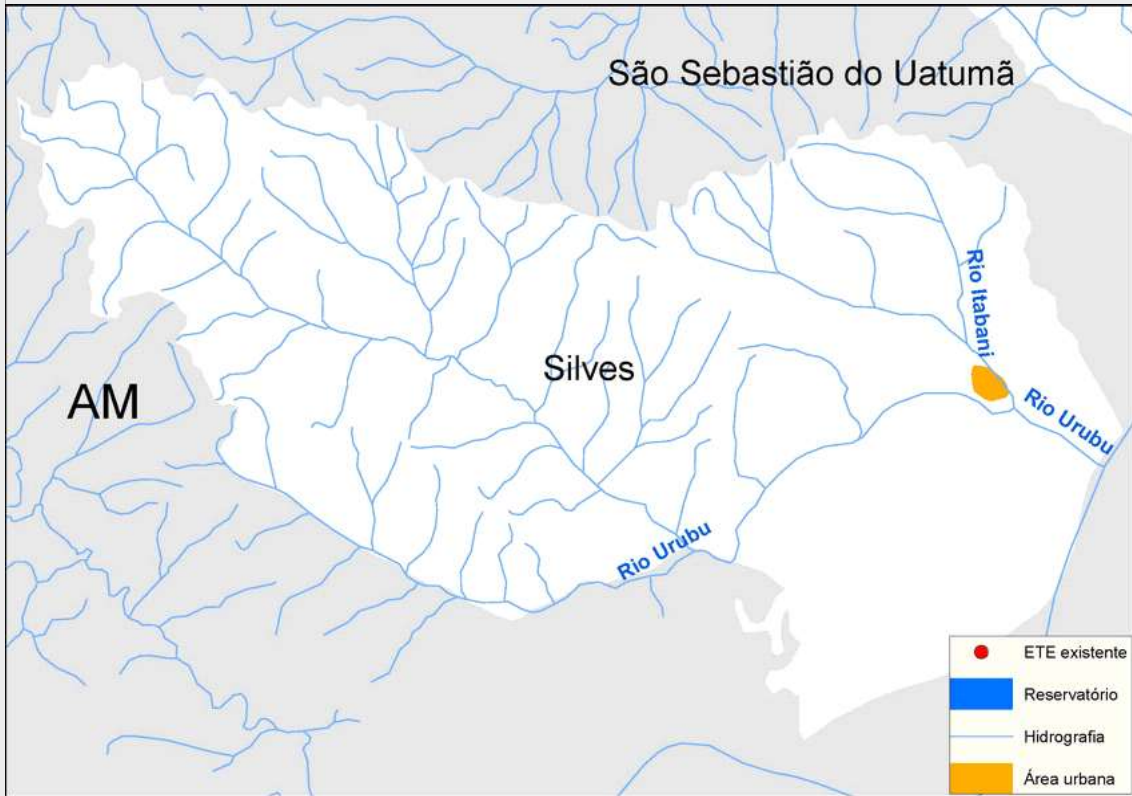 São Sebastião do Uatumã
Rio Itabani
Silves
AM
Rio Urubu
Rio Urubu
ETE existente
Reservatório
Hidrografia
Área urbana